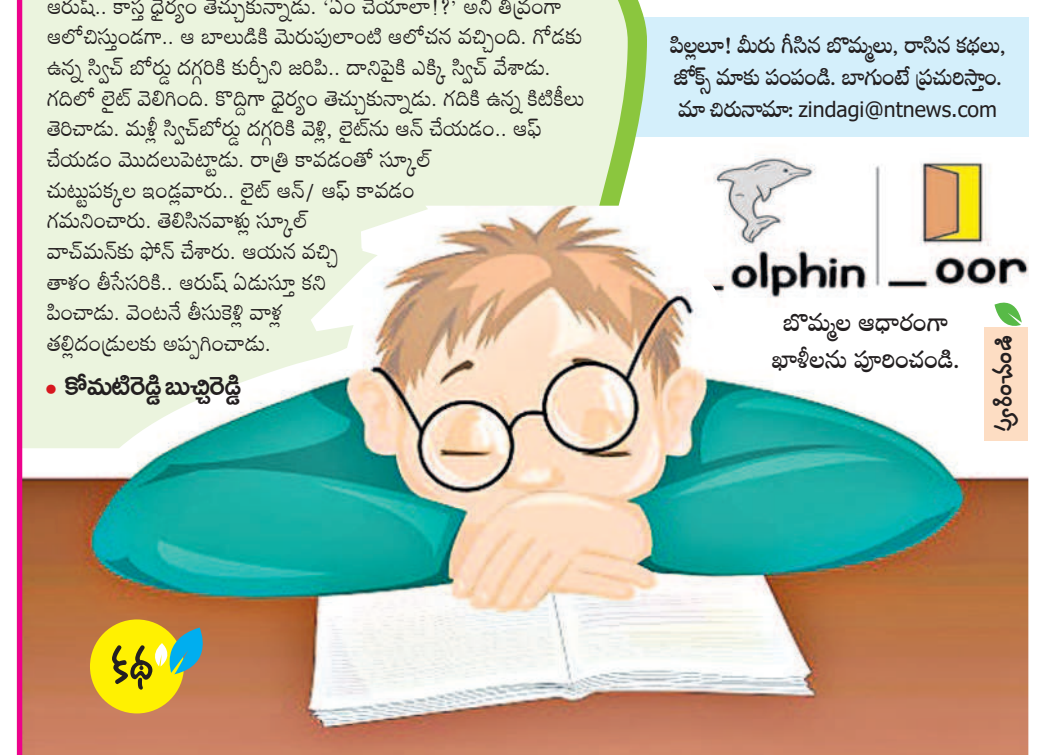 ఆరుష్.. కాస్త ధైర్యం తెచ్చుకున్నాడు. ‘ఏం చేయాలా!?’ అని తీవ్రంగా
ఆలోచిస్తుండగా.. ఆ బాలుడికి మెరుపులాంటి ఆలోచన వచ్చింది. గోడకు
ఉన్న స్విచ్ బోర్డు దగ్గరికి కుర్చీని జరిపి.. దానిపైకి ఎక్కి స్విచ్ వేశాడు.
గదిలో లైట్ వెలిగింది. కొద్దిగా ధైర్యం తెచ్చుకున్నాడు. గదికి ఉన్న కిటికీలు
తెరిచాడు. మళ్లీ స్విచ్‌బోర్డు దగ్గరికి వెళ్లి, లైట్‌ను ఆన్ చేయడం.. ఆఫ్
చేయడం మొదలుపెట్టాడు. రాత్రి కావడంతో స్కూల్
చుట్టుపక్కల ఇండ్లవారు.. లైట్ ఆన్/ ఆఫ్ కావడం
గమనించారు. తెలిసినవాళ్లు స్కూల్
వాచ్‌మన్‌కు ఫోన్ చేశారు. ఆయన వచ్చి
తాళం తీసేసరికి.. ఆరుష్ ఏడుస్తూ కని
పించాడు. వెంటనే తీసుకెళ్లి వాళ్ల
తల్లిదండ్రులకు అప్పగించాడు.
• కోమటిరెడ్డి బుచ్చిరెడ్డి
పిల్లలూ! మీరు గీసిన బొమ్మలు, రాసిన కథలు,
జోక్స్ మాకు పంపండి. బాగుంటే ప్రచురిస్తాం.
మా చిరునామా: zindagi@ntnews.com
_olphin
_oor
బొమ్మల ఆధారంగా
ఖాళీలను పూరించండి.
పూరించండి
కథ